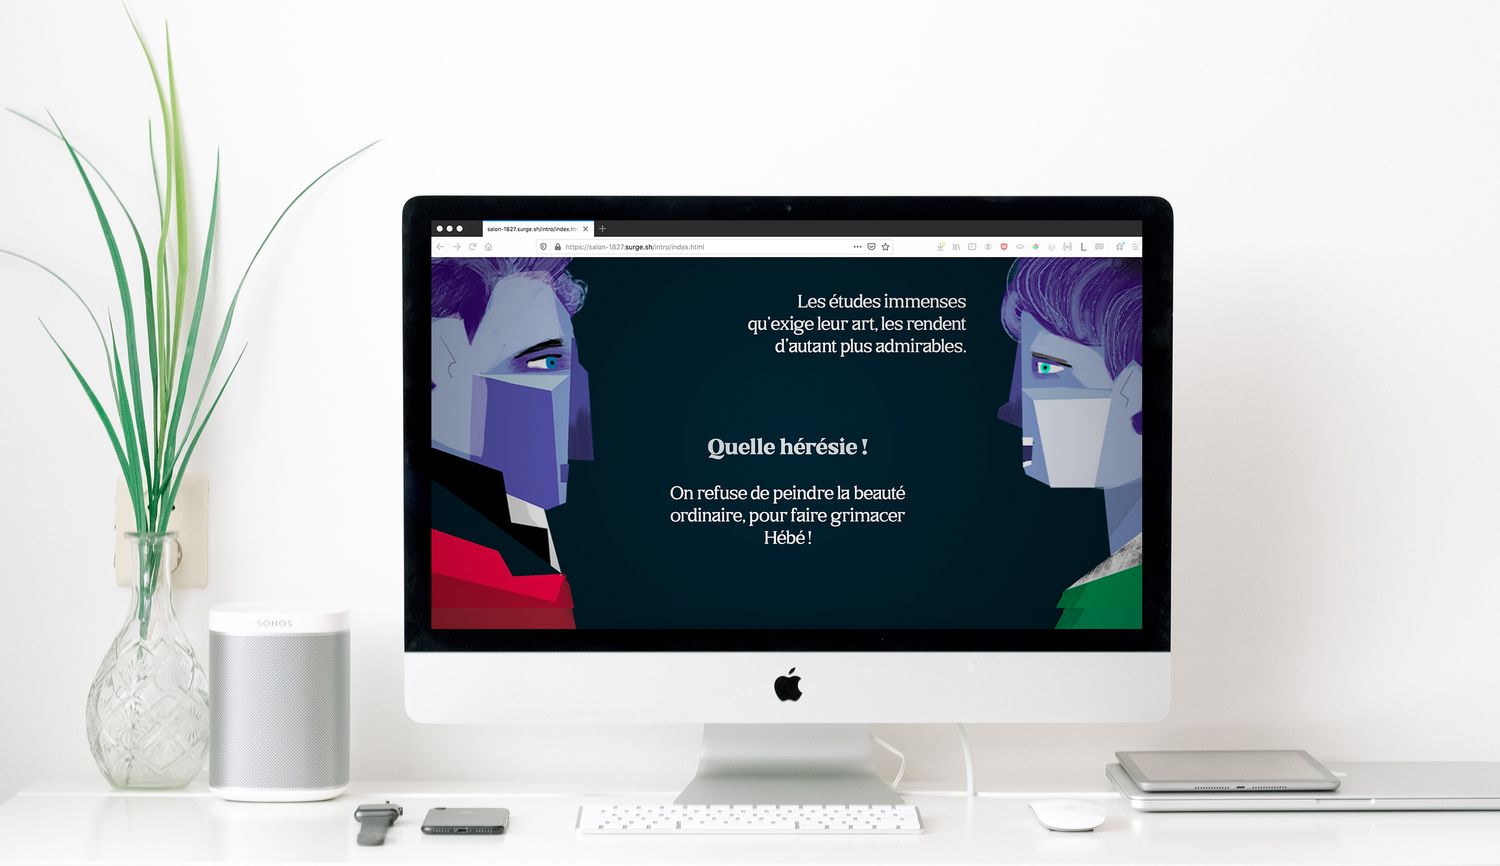 salon-1827.surge.sh/intro/index.ht
https://salon-1827.surge.sh/intro/index.html
Les études immenses
qu'exige leur art, les rendent
d'autant plus admirables.
Quelle hérésie !
On refuse de peindre la beauté
ordinaire, pour faire grimacer
Hébé !
SONOS